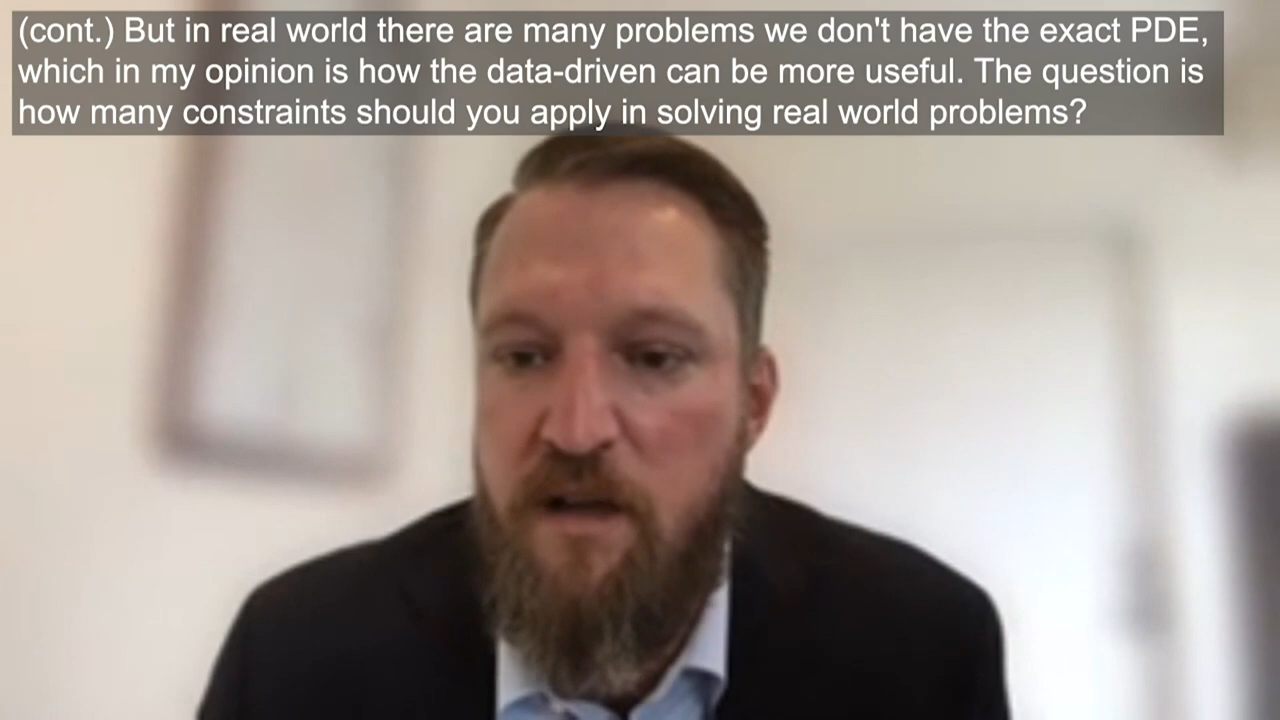 (cont.) But in real world there are many problems we don't have the exact PDE,
which in my opinion is how the data-driven can be more useful. The question is
how many constraints should you apply in solving real world problems?